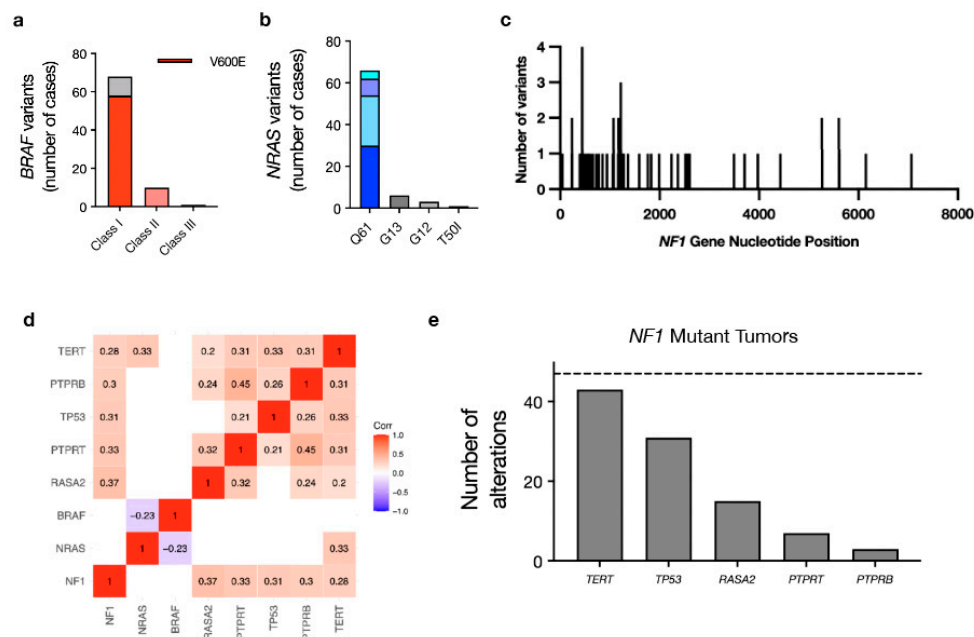 a
V600E
BRAF variants
(number of cases)
80
60
40
20
0
Class I
Class II
Class III
b
NRAS variants
(number of cases)
80
60
40
20
0
Q61
G13
G12
T50I
c
Number of variants
4
3
2
1
0
0 2000 4000 6000 8000
NF1 Gene Nucleotide Position
d
TERT 0.28 0.33 0.2 0.31 0.33 0.31 1
PTPRB 0.3 0.24 0.45 0.26 1 0.31
TP53 0.31 0.21 1 0.26 0.33
PTPRT 0.33 0.32 1 0.21 0.45 0.31
RASA2 0.37 1 0.32 0.24 0.2
BRAF −0.23 1
NRAS 1 −0.23 0.33
NF1 1 0.37 0.33 0.31 0.3 0.28
NF1
NRAS
BRAF
RASA2
PTPRT
TP53
PTPRB
TERT
Corr
1.0
0.5
0.0
−0.5
−1.0
e
NF1 Mutant Tumors
Number of
alterations
40
20
0
TERT TP53 RASA2 PTPRT PTPRB